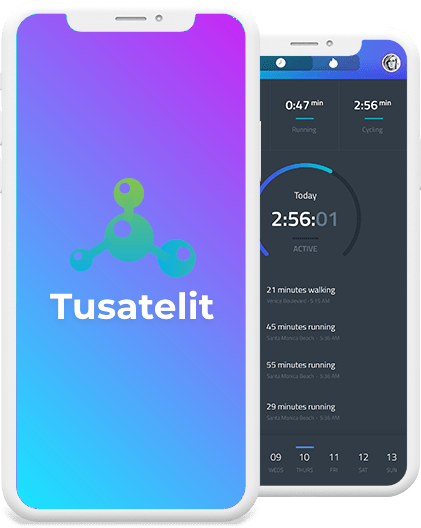 Tusatelit
0:47 min
2:56 min
Running
Cycling
Today
2:56:01
ACTIVE
21 minutes walking
Venice Boulevard - 5:15 AM
45 minutes running
Santa Monica Beach - 5:36 AM
55 minutes running
Santa Monica Beach - 5:36 AM
29 minutes running
Santa Monica Beach - 5:36 AM
09 10 11 12 13
WEDS THURS FRI SAT SUN